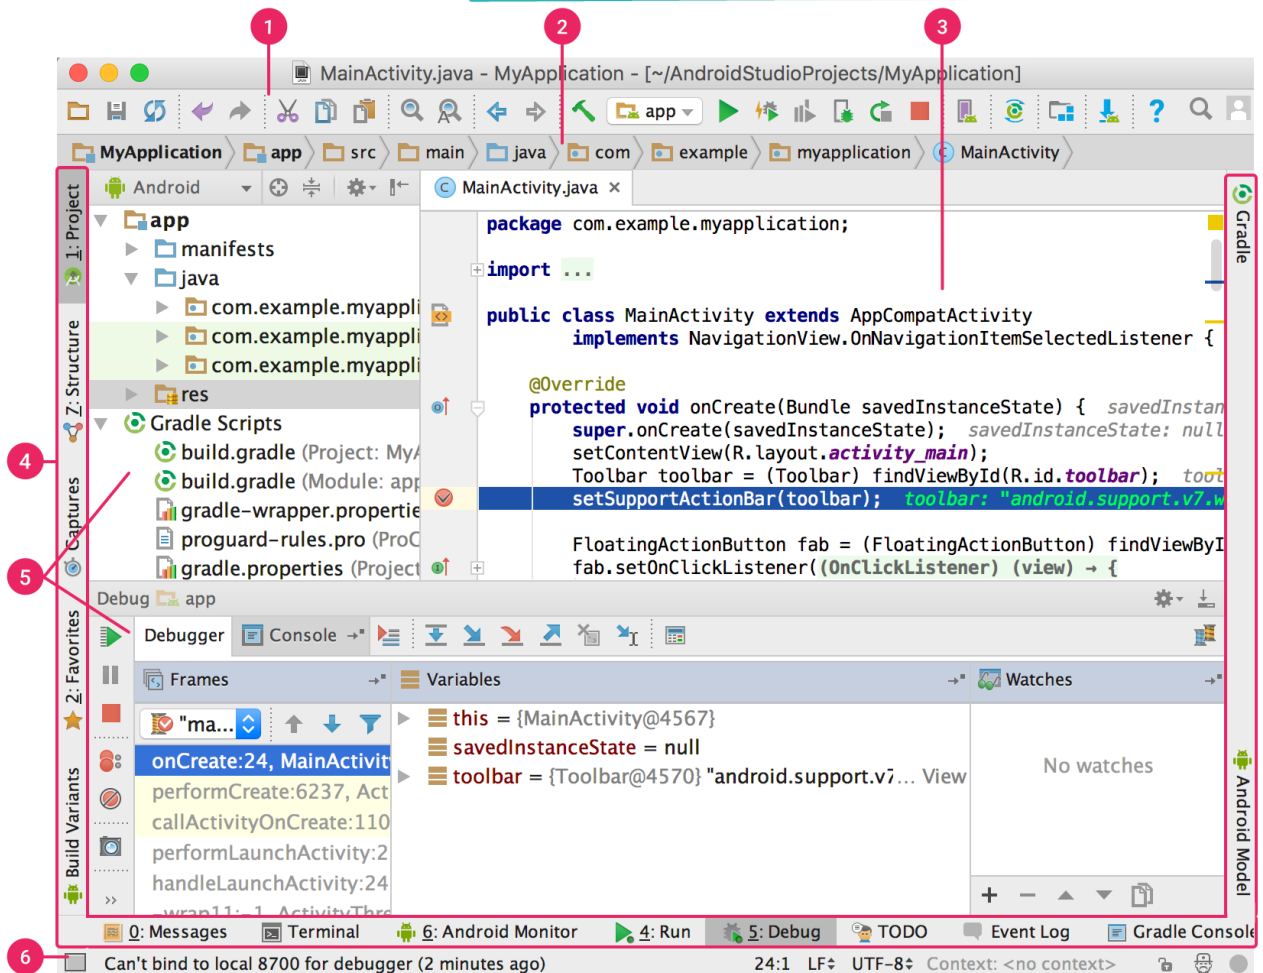 1
2
3
MainActivity.java - MyApplication - [~/AndroidStudioProjects/MyApplication]
app
?
MyApplication app src main java com example myapplication C MainActivity
1: Project
Z: Structure
Captures
2: Favorites
Build Variants
4
5
6
Android
app
manifests
java
com.example.myappli
com.example.myappli
com.example.myappli
res
Gradle Scripts
build.gradle (Project: MyA
build.gradle (Module: app
gradle-wrapper.propertie
proguard-rules.pro (ProC
gradle.properties (Project
C MainActivity.java ×
package com.example.myapplication;
import ...
public class MainActivity extends AppCompatActivity
implements NavigationView.OnNavigationItemSelectedListener {
@Override
protected void onCreate(Bundle savedInstanceState) { savedInstan
super.onCreate(savedInstanceState); savedInstanceState: null
setContentView(R.layout.activity_main);
Toolbar toolbar = (Toolbar) findViewById(R.id.toolbar); tool
setSupportActionBar(toolbar); toolbar: "android.support.v7.w
FloatingActionButton fab = (FloatingActionButton) findViewByI
fab.setOnClickListener((OnClickListener) (view) → {
Gradle
Android Model
Debug app
Debugger Console
Frames
Variables
Watches
"ma...
onCreate:24, MainActivit
performCreate:6237, Act
callActivityOnCreate:110
performLaunchActivity:2
handleLaunchActivity:24
-wrap11:-1, ActivityThre
this = {MainActivity@4567}
savedInstanceState = null
toolbar = {Toolbar@4570} "android.support.v7... View
No watches
0: Messages Terminal 6: Android Monitor 4: Run 5: Debug TODO Event Log Gradle Console
Can't bind to local 8700 for debugger (2 minutes ago) 24:1 LF UTF-8 Context: <no context>